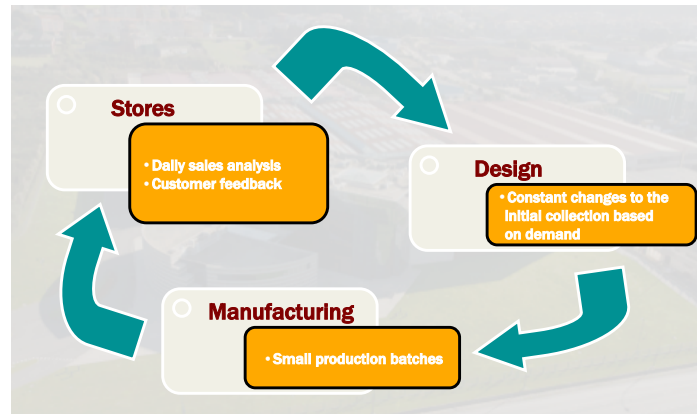 Stores
• Daily sales analysis
• Customer feedback
Design
• Constant changes to the
initial collection based
on demand
Manufacturing
• Small production batches